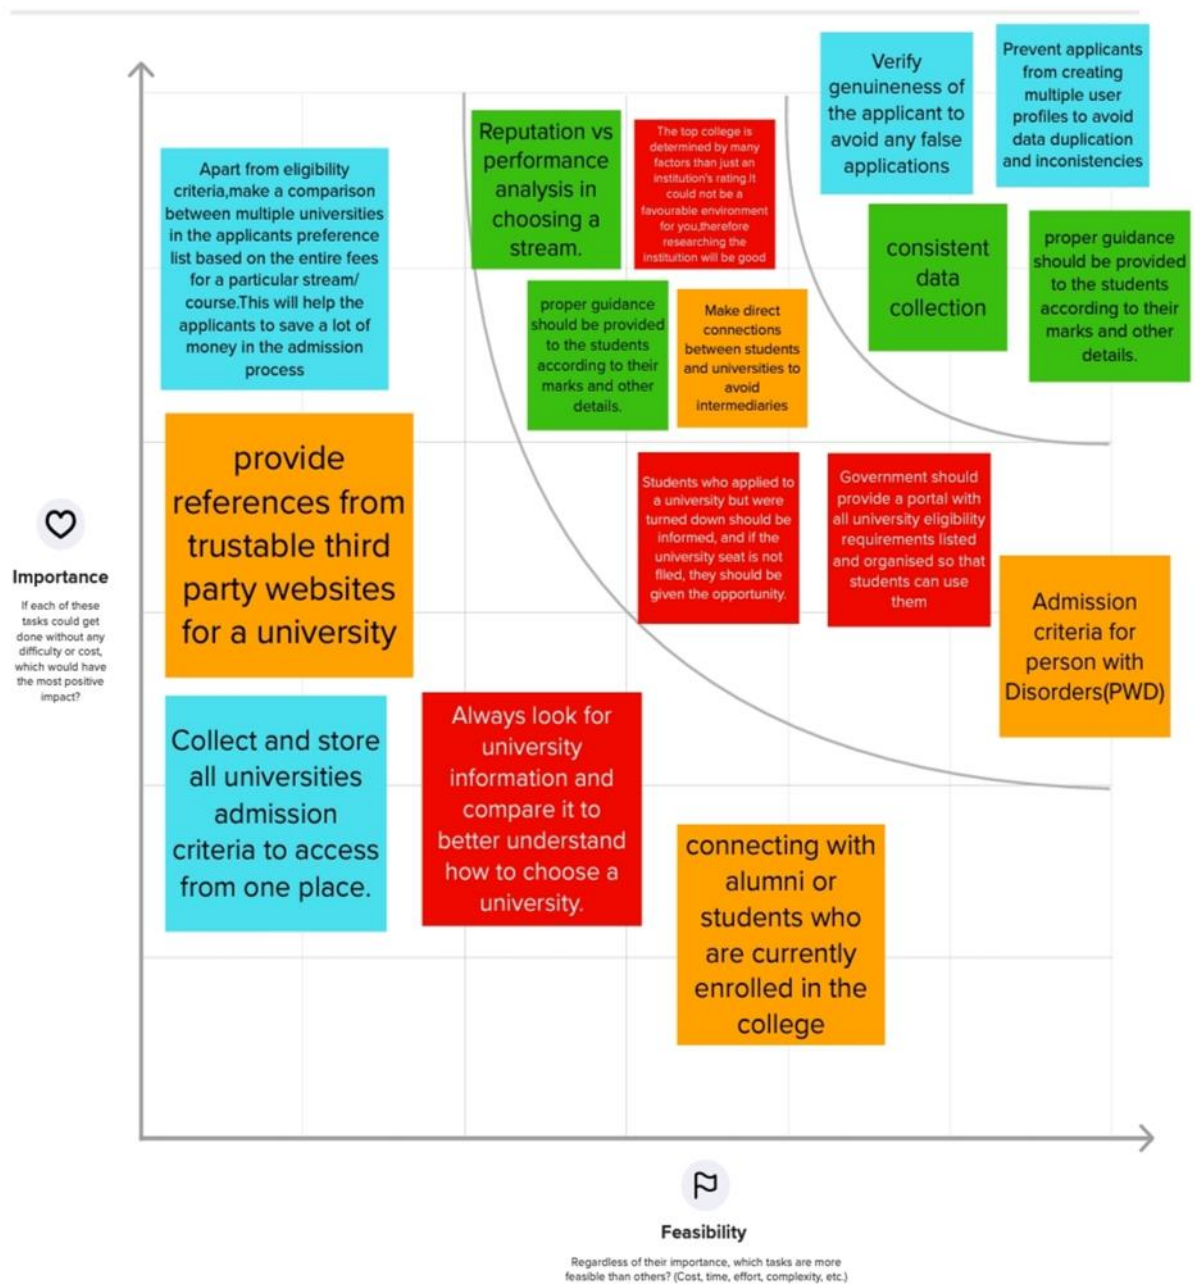 Verify
genuineness of
the applicant to
avoid any false
applications
Prevent applicants
from creating
multiple user
profiles to avoid
data duplication
and inconistencies
Apart from eligibility
criteria,make a comparison
between multiple universities
in the applicants preference
list based on the entire fees
for a particular stream/
course.This will help the
applicants to save a lot of
money in the admission
process
Reputation vs
performance
analysis in
choosing a
stream.
The top college is
determined by many
factors than just an
institution's rating.It
could not be a
favourable environment
for you,therefore
researching the
instituition will be good
consistent
data
collection
proper guidance
should be provided
to the students
according to their
marks and other
details.
proper guidance
should be provided
to the students
according to their
marks and other
details.
Make direct
connections
between students
and universities to
avoid
intermediaries
provide
references from
trustable third
party websites
for a university
Students who applied to
a university but were
turned down should be
informed, and if the
university seat is not
flled, they should be
given the opportunity.
Government should
provide a portal with
all university eligibility
requirements listed
and organised so that
students can use
them
Admission
criteria for
person with
Disorders(PWD)
Importance
If each of these
tasks could get
done without any
difficulty or cost,
which would have
the most positive
impact?
Collect and store
all universities
admission
criteria to access
from one place.
Always look for
university
information and
compare it to
better understand
how to choose a
university.
connecting with
alumni or
students who
are currently
enrolled in the
college
Feasibility
Regardless of their importance, which tasks are more
feasible than others? (Cost, time, effort, complexity, etc.)